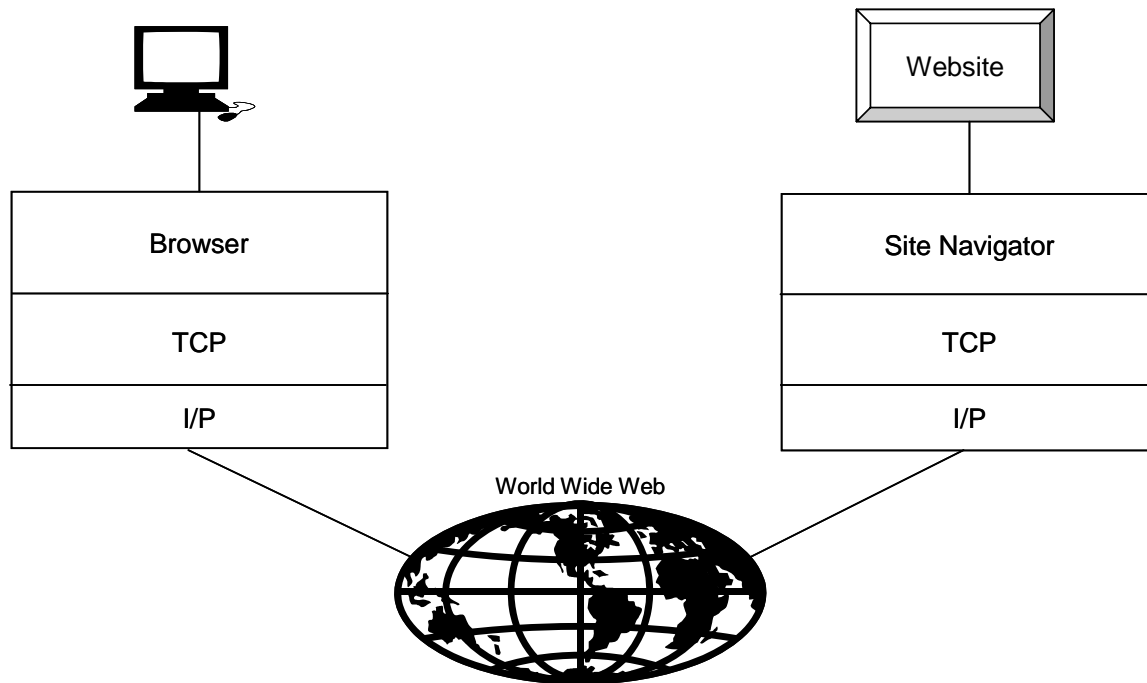 Website
Browser
Site Navigator
TCP
TCP
I/P
I/P
World Wide Web